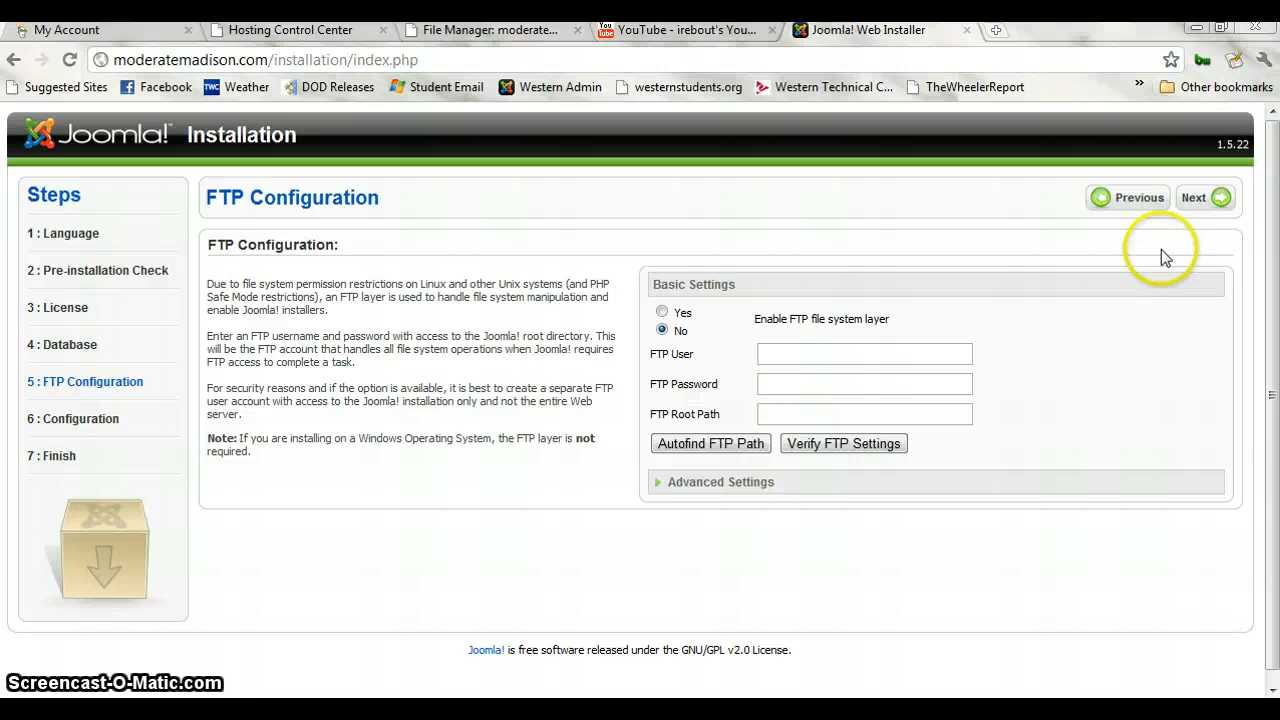 My Account
Hosting Control Center
File Manager: moderate...
You Tube
YouTube - irebout's You...
Joomla! Web Installer
moderatemadison.com/installation/index.php
Suggested Sites
Facebook
TWC Weather
DOD Releases
Student Email
Western Admin
westernstudents.org
Western Technical C...
TheWheelerReport
»
Other bookmarks
Joomla!™ Installation
1.5.22
Steps
1 : Language
2 : Pre-installation Check
3 : License
4 : Database
5 : FTP Configuration
6 : Configuration
7 : Finish
FTP Configuration
Previous
Next
FTP Configuration:
Due to file system permission restrictions on Linux and other Unix systems (and PHP
Safe Mode restrictions), an FTP layer is used to handle file system manipulation and
enable Joomla! installers.
Enter an FTP username and password with access to the Joomla! root directory. This
will be the FTP account that handles all file system operations when Joomla! requires
FTP access to complete a task.
For security reasons and if the option is available, it is best to create a separate FTP
user account with access to the Joomla! installation only and not the entire Web
server.
Note: If you are installing on a Windows Operating System, the FTP layer is not
required.
Basic Settings
Yes
No
Enable FTP file system layer
FTP User
FTP Password
FTP Root Path
Autofind FTP Path
Verify FTP Settings
Advanced Settings
Joomla! is free software released under the GNU/GPL v2.0 License.
Screencast-O-Matic.com